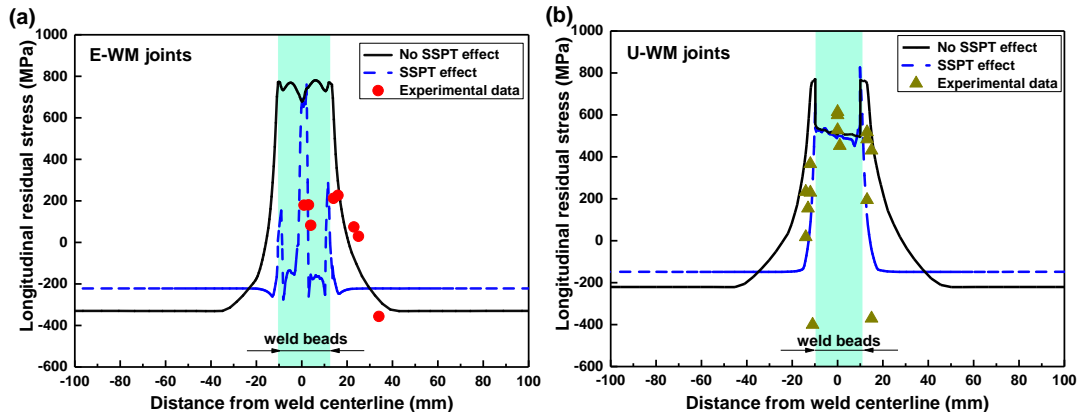 (a)
E-WM joints
No SSPT effect
SSPT effect
Experimental data
Longitudinal residual stress (MPa)
1000
800
600
400
200
0
-200
-400
-600
weld beads
-100 -80 -60 -40 -20 0 20 40 60 80 100
Distance from weld centerline (mm)
(b)
U-WM joints
No SSPT effect
SSPT effect
Experimental data
Longitudinal residual stress (MPa)
1000
800
600
400
200
0
-200
-400
-600
weld beads
-100 -80 -60 -40 -20 0 20 40 60 80 100
Distance from weld centerline (mm)